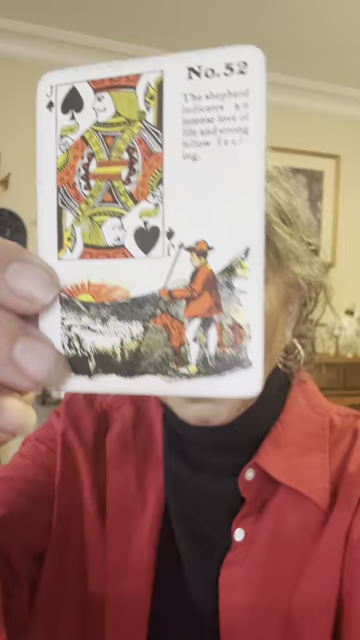 J
No. 52
The shepherd
indicates an
intense love of
life and strong
fellow feel-
ing.